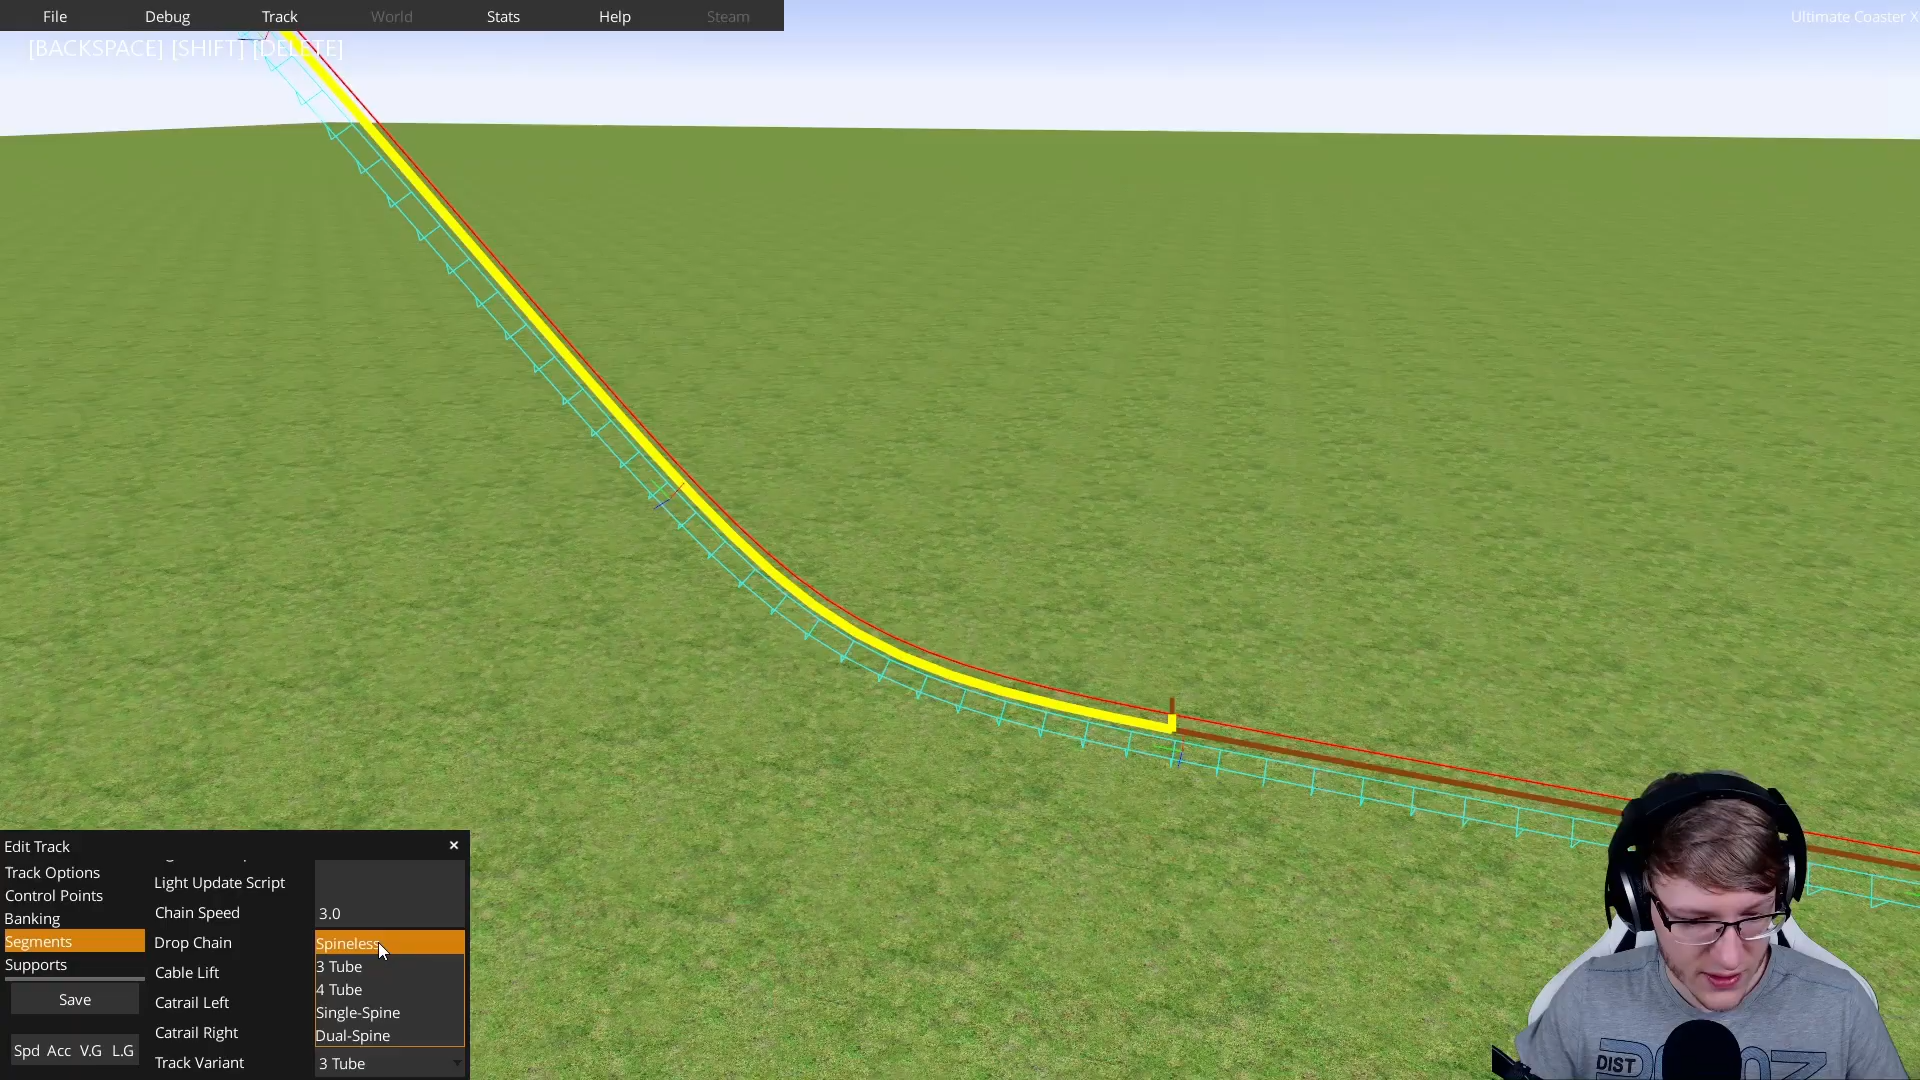 File Debug Track World Stats Help Steam
Ultimate Coaster X
[BACKSPACE] [SHIFT] [DELETE]
Edit Track ×
Track Options
Control Points
Banking
Segments
Supports
Save
Spd Acc V.G L.G
Light Update Script
Chain Speed 3.0
Drop Chain
Cable Lift
Catrail Left
Catrail Right
Track Variant 3 Tube
Spineless
3 Tube
4 Tube
Single-Spine
Dual-Spine
DIST